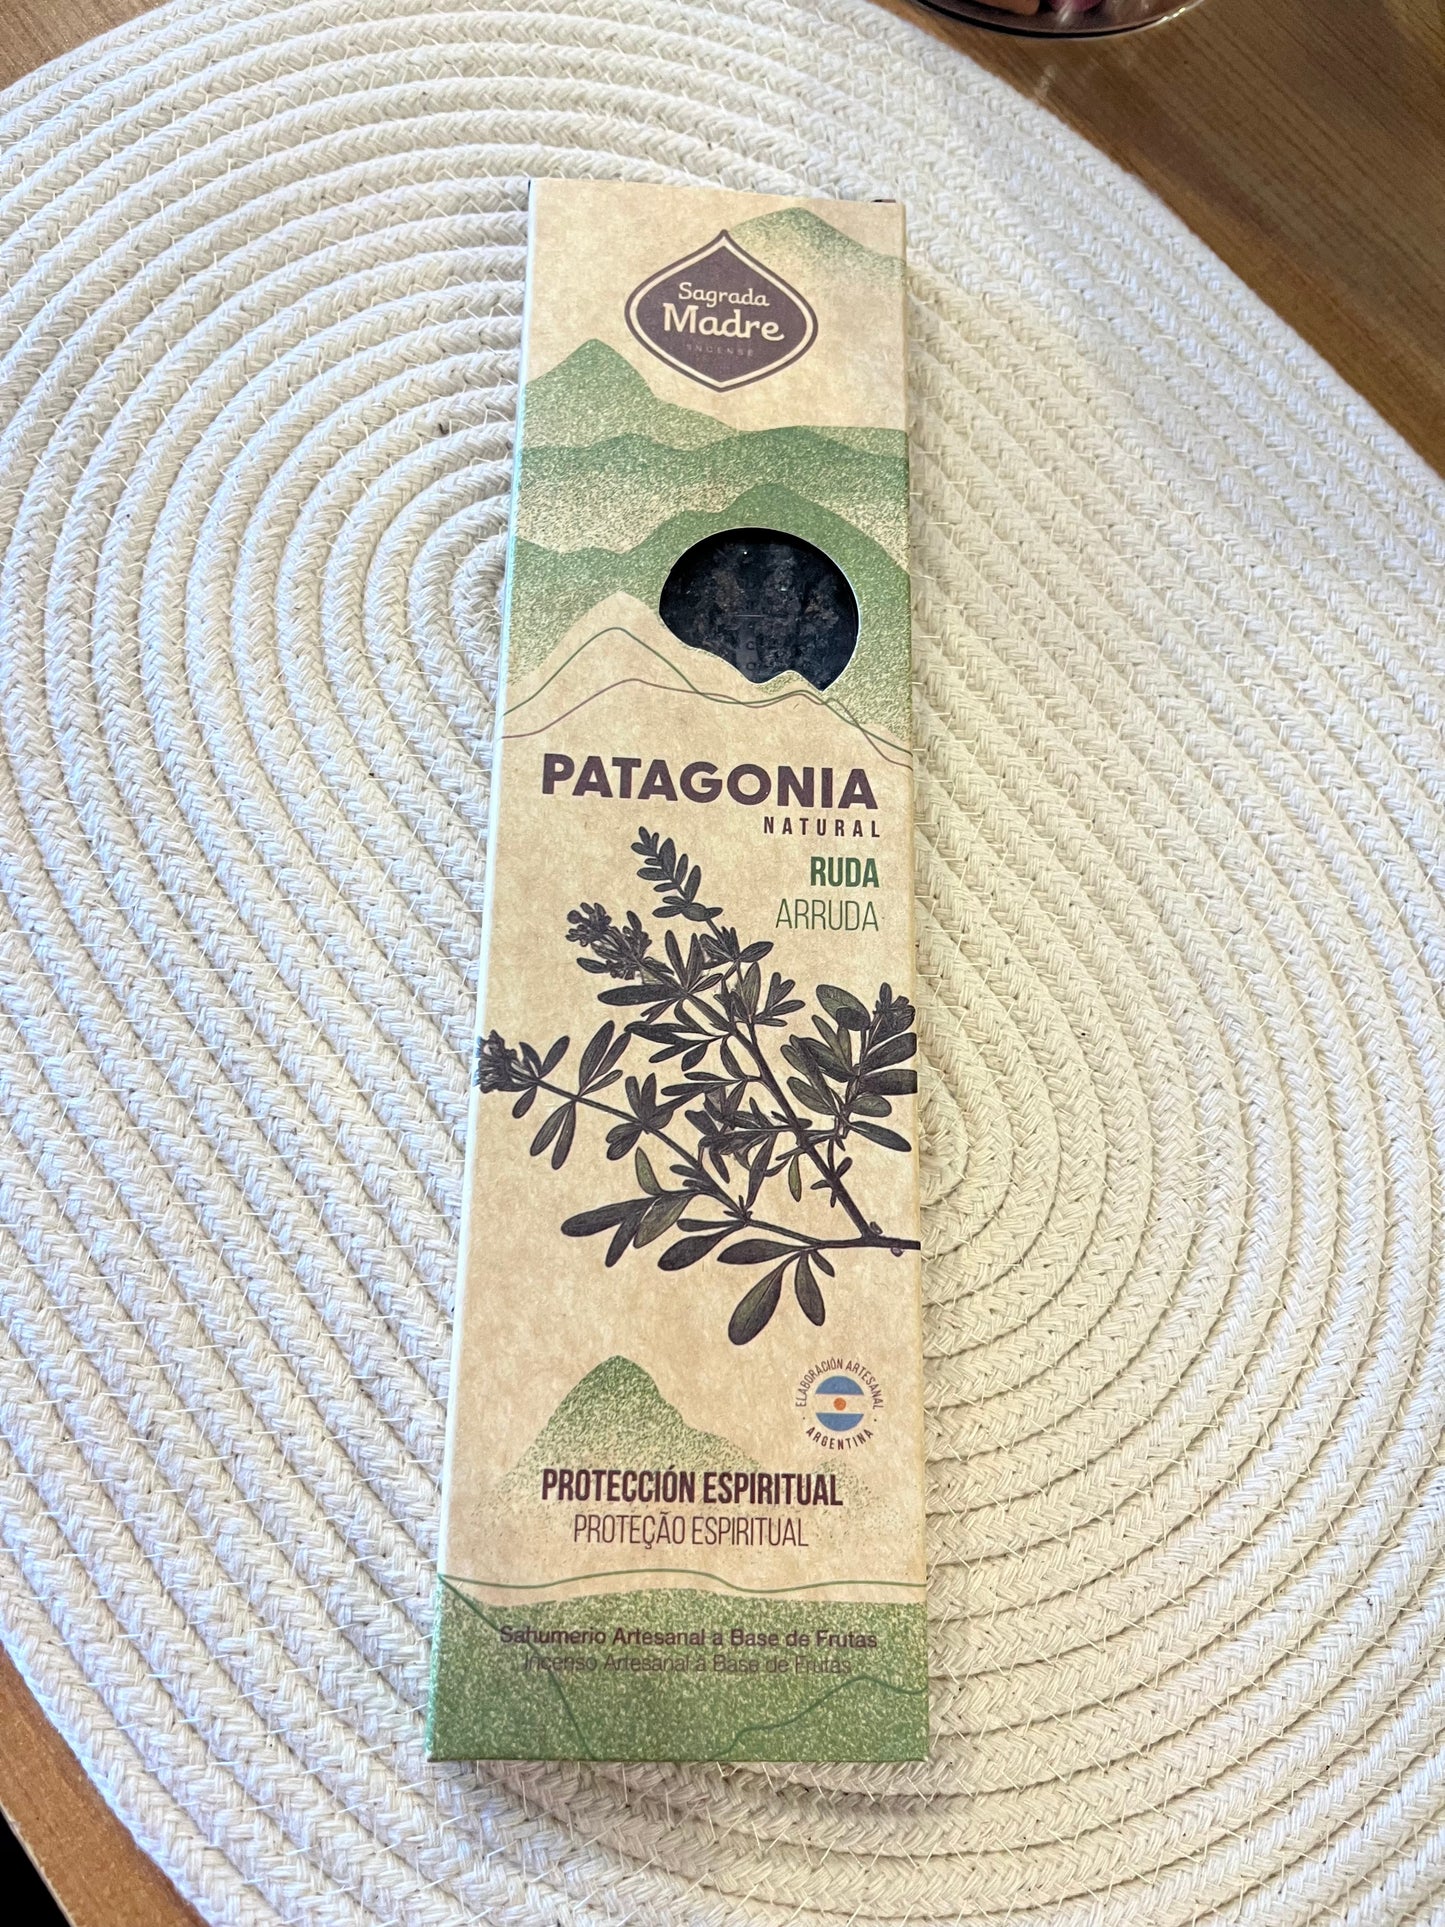 Sagrada
Madre
INCENSE
PATAGONIA
NATURAL
RUDA
ARRUDA
ELABORACIÓN ARTESANAL
ARGENTINA
PROTECCIÓN ESPIRITUAL
PROTEÇÃO ESPIRITUAL
Sahumerio Artesanal a Base de Frutas
Incenso Artesanal à Base de Frutas